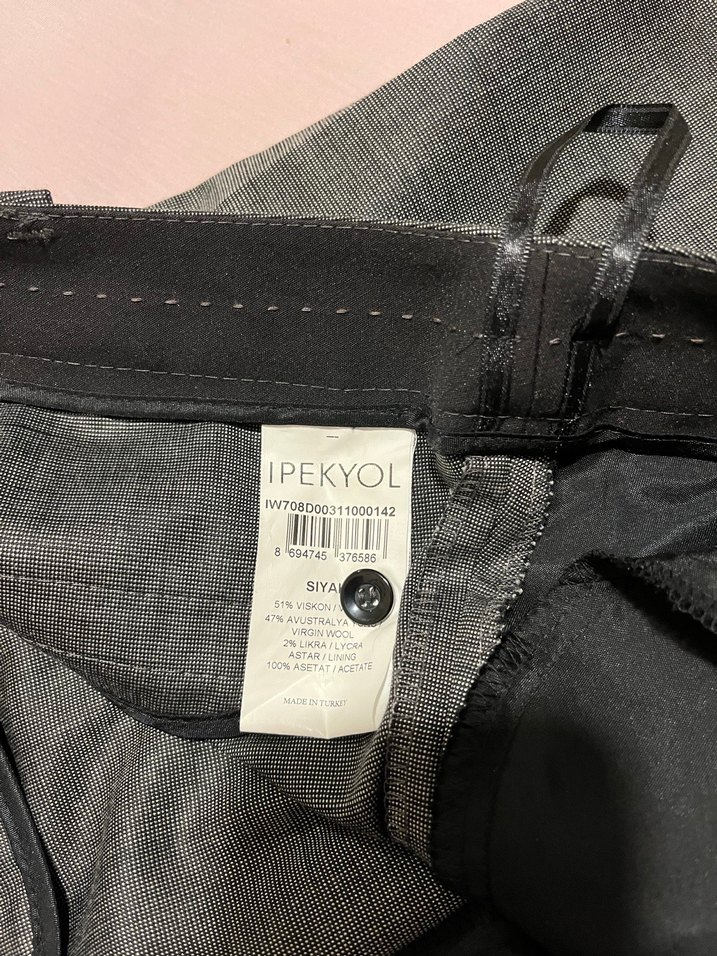 IPEKYOL
IW708D00311000142
8 694745 376586
51% VISKON /
47% AVUSTRALYA
VIRGIN WOOL
2% LIKRA / LYCRA
ASTAR / LINING
100% ASETAT / ACETATE
MADE IN TURKEY